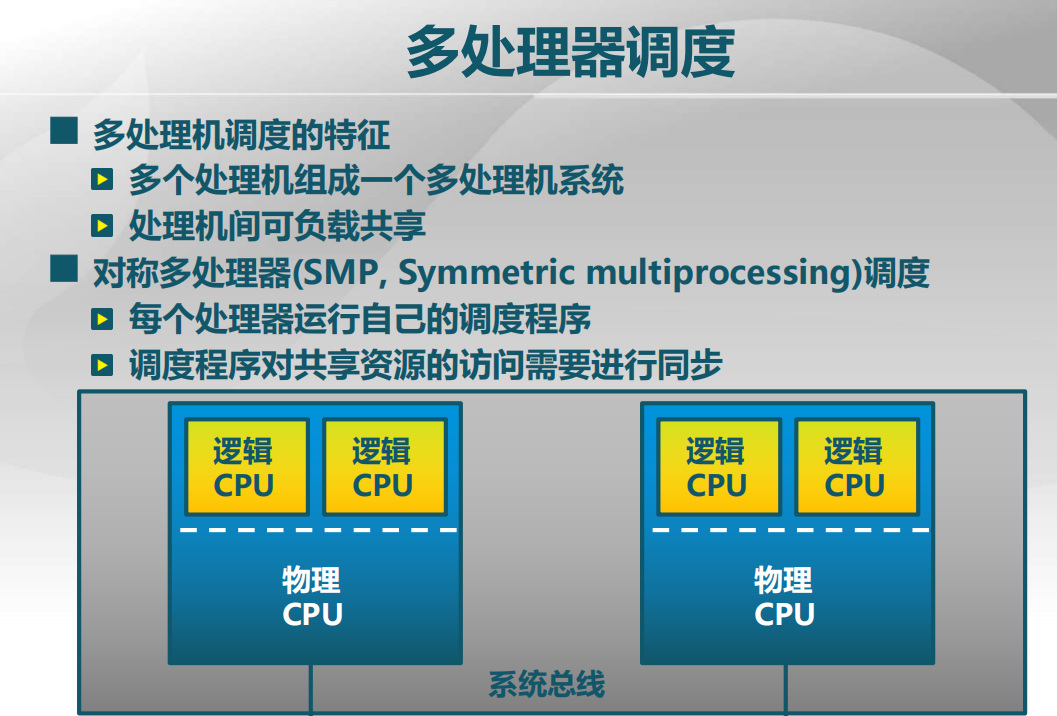 多处理器调度
多处理机调度的特征
多个处理机组成一个多处理机系统
处理机间可负载共享
对称多处理器(SMP, Symmetric multiprocessing)调度
每个处理器运行自己的调度程序
调度程序对共享资源的访问需要进行同步
逻辑
CPU
逻辑
CPU
物理
CPU
逻辑
CPU
逻辑
CPU
物理
CPU
系统总线